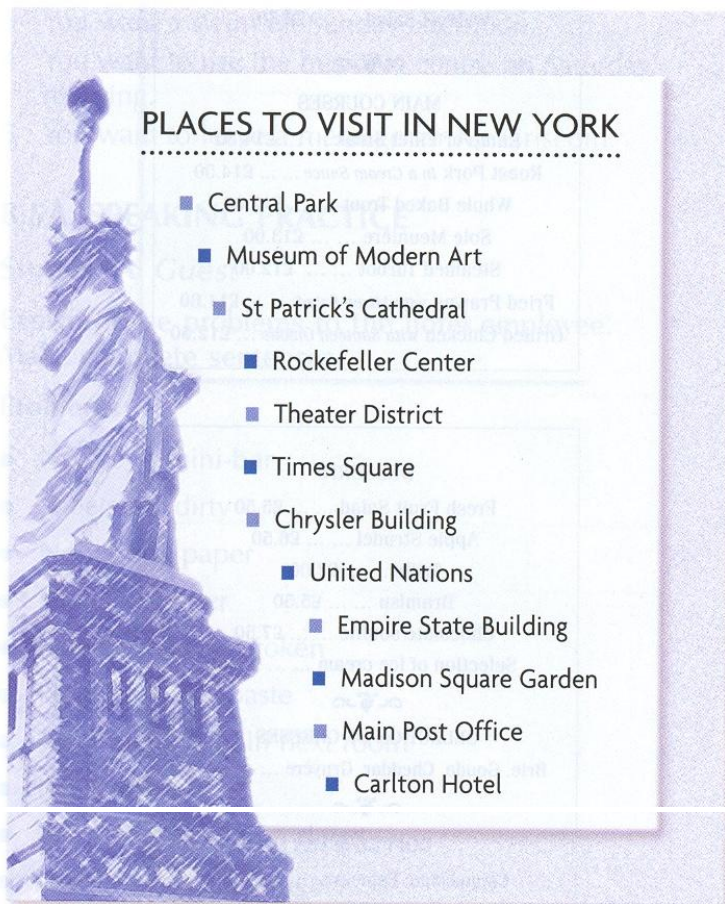 PLACES TO VISIT IN NEW YORK
Central Park
Museum of Modern Art
St Patrick's Cathedral
Rockefeller Center
Theater District
Times Square
Chrysler Building
United Nations
Empire State Building
Madison Square Garden
Main Post Office
Carlton Hotel